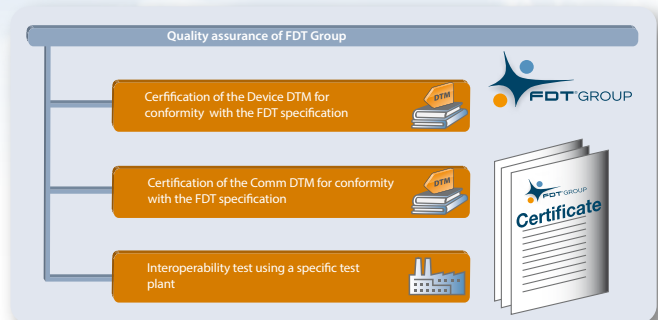 Quality assurance of FDT Group
Cerfification of the Device DTM for
conformity with the FDT specification
DTM
FDT GROUP
Certification of the Comm DTM for conformity
with the FDT specification
DTM
FDT GROUP
Certificate
Interoperability test using a specific test
plant